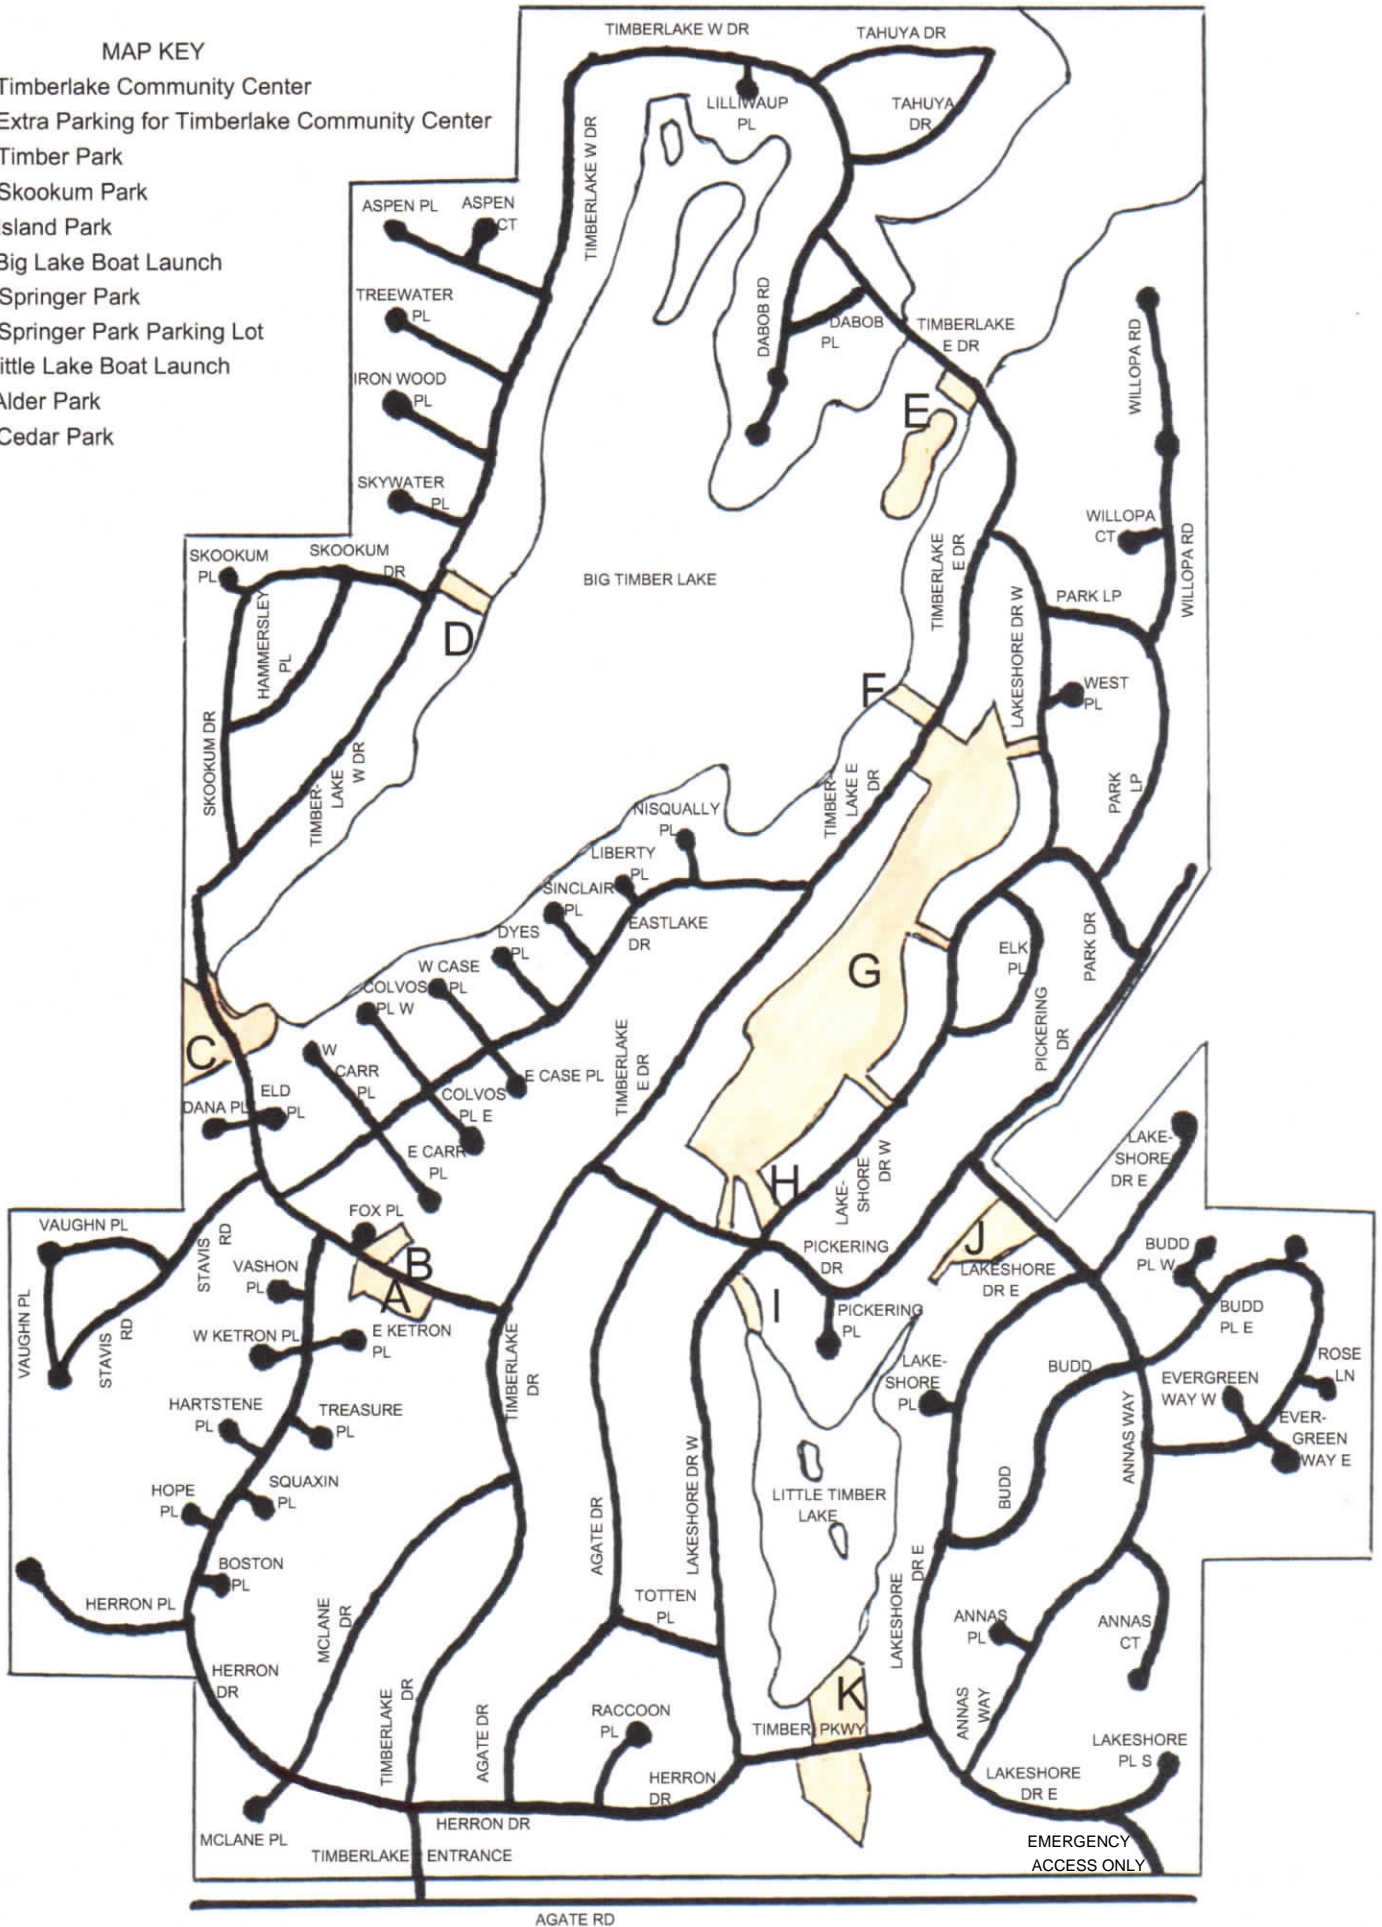 MAP KEY
Timberlake Community Center
Extra Parking for Timberlake Community Center
Timber Park
Skookum Park
Island Park
Big Lake Boat Launch
Springer Park
Springer Park Parking Lot
ittle Lake Boat Launch
Alder Park
Cedar Park
TIMBERLAKE W DR
TAHUYA DR
LILLIWAUP
PL
TAHUYA
DR
TIMBERLAKE W DR
ASPEN PL
ASPEN
CT
TREEWATER
PL
DABOB RD
DABOB
PL
TIMBERLAKE
E DR
WILLOPA RD
IRON WOOD
PL
E
SKYWATER
PL
WILLOPA
CT
WILLOPA RD
SKOOKUM
PL
SKOOKUM
DR
BIG TIMBER LAKE
TIMBERLAKE
E DR
PARK LP
HAMMERSLEY
PL
D
LAKESHORE DR W
F
WEST
PL
SKOOKUM DR
TIMBER-
LAKE
W DR
TIMBER-
LAKE E
DR
PARK
LP
NISQUALLY
PL
LIBERTY
PL
SINCLAIR
PL
EASTLAKE
DR
DYES
PL
W CASE
PL
COLVOS
PL W
G
ELK
PL
PARK DR
PICKERING
DR
C
W
CARR
PL
E CASE PL
COLVOS
PL E
TIMBERLAKE
E DR
DANA PL
ELD
PL
E CARR
PL
LAKE-
SHORE
DR W
H
LAKE-
SHORE
DR E
VAUGHN PL
STAVIS
RD
FOX PL
B
A
VASHON
PL
PICKERING
DR
J
LAKESHORE
DR E
BUDD
PL W
BUDD
PL E
VAUGHN PL
STAVIS
RD
W KETRON PL
E KETRON
PL
I
PICKERING
PL
TIMBERLAKE
DR
LAKE-
SHORE
PL
BUDD
ROSE
LN
EVERGREEN
WAY W
EVER-
GREEN
WAY E
HARTSTENE
PL
TREASURE
PL
ANNAS WAY
SQUAXIN
PL
HOPE
PL
LAKESHORE DR W
LITTLE TIMBER
LAKE
BUDD
AGATE DR
BOSTON
PL
HERRON PL
MCLANE
DR
TOTTEN
PL
LAKESHORE
DR E
ANNAS
PL
ANNAS
CT
HERRON
DR
TIMBERLAKE
DR
AGATE DR
RACCOON
PL
K
TIMBER PKWY
ANNAS
WAY
LAKESHORE
PL S
HERRON
DR
LAKESHORE
DR E
HERRON DR
MCLANE PL
TIMBERLAKE ENTRANCE
EMERGENCY
ACCESS ONLY
AGATE RD